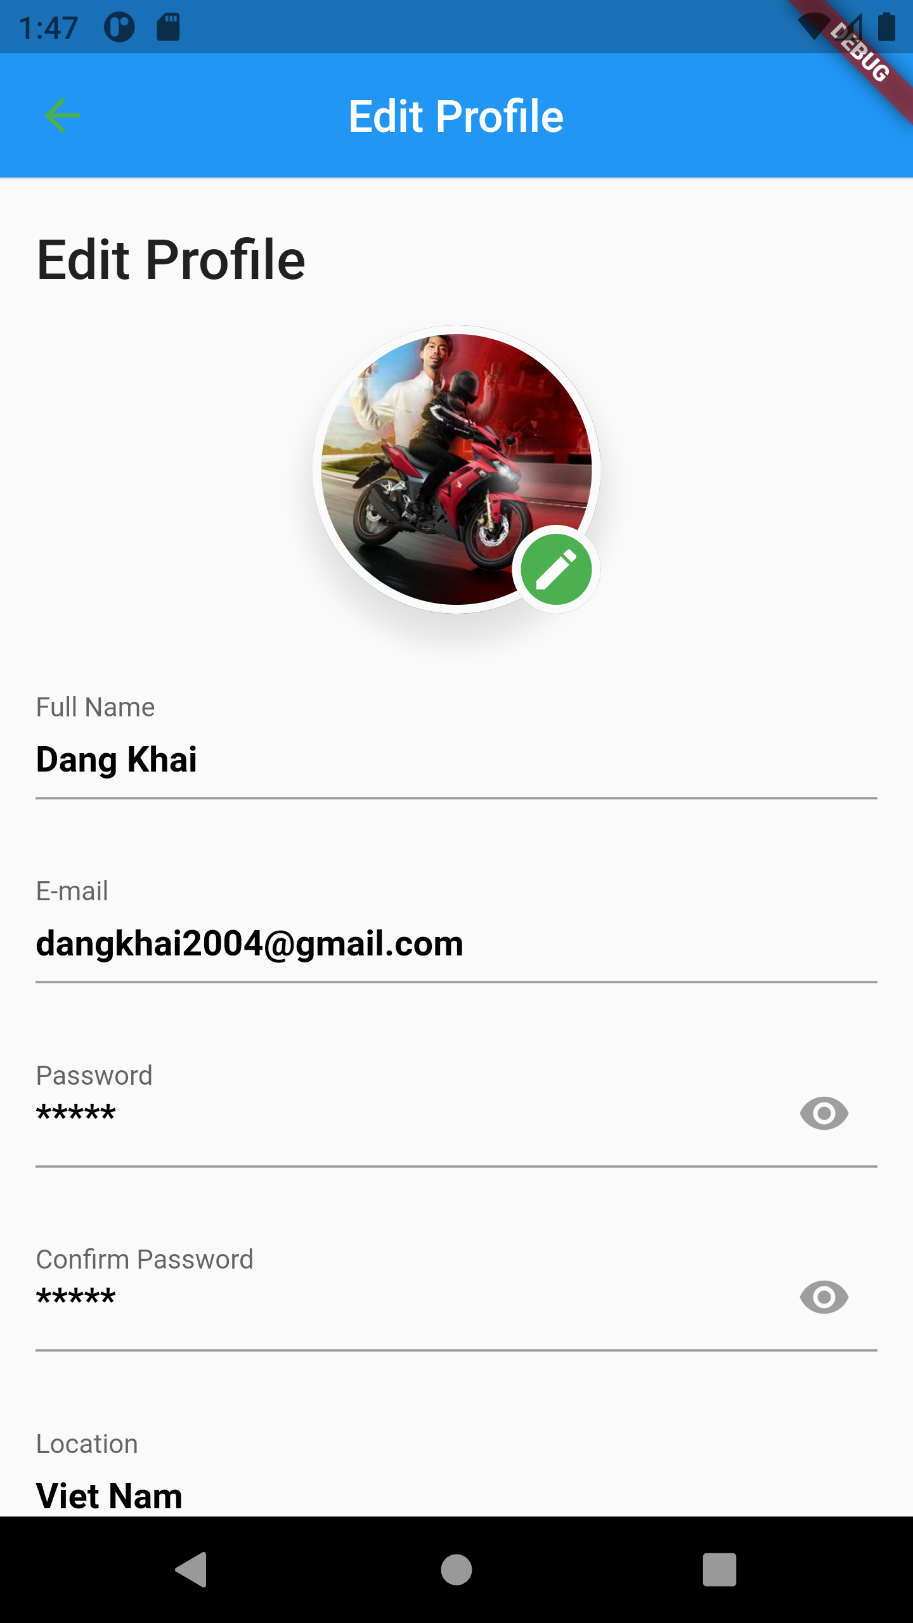 1:47
DEBUG
Edit Profile
Edit Profile
Full Name
Dang Khai
E-mail
dangkhai2004@gmail.com
Password
*****
Confirm Password
*****
Location
Viet Nam